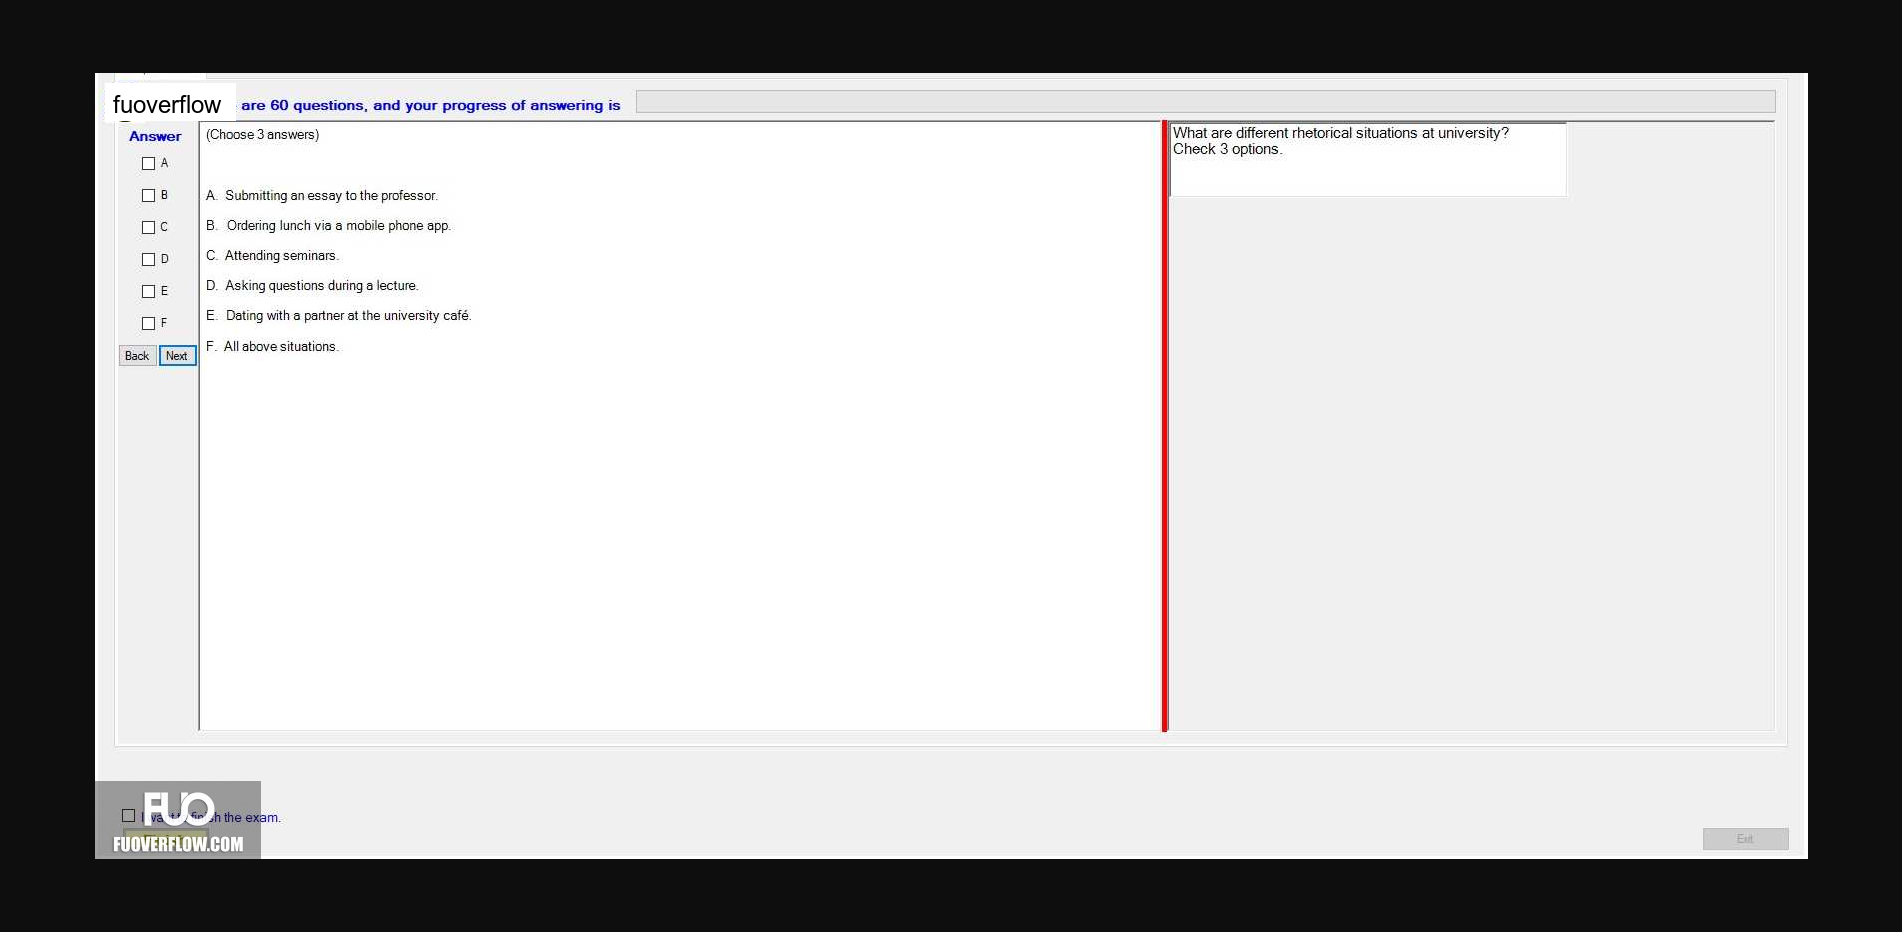 fuoverflow are 60 questions, and your progress of answering is
Answer
(Choose 3 answers)
A
B
C
D
E
F
Back Next
A. Submitting an essay to the professor.
B. Ordering lunch via a mobile phone app.
C. Attending seminars.
D. Asking questions during a lecture.
E. Dating with a partner at the university café.
F. All above situations.
What are different rhetorical situations at university?
Check 3 options.
FUO
I want to finish the exam.
FUOVERFLOW.COM
Exit